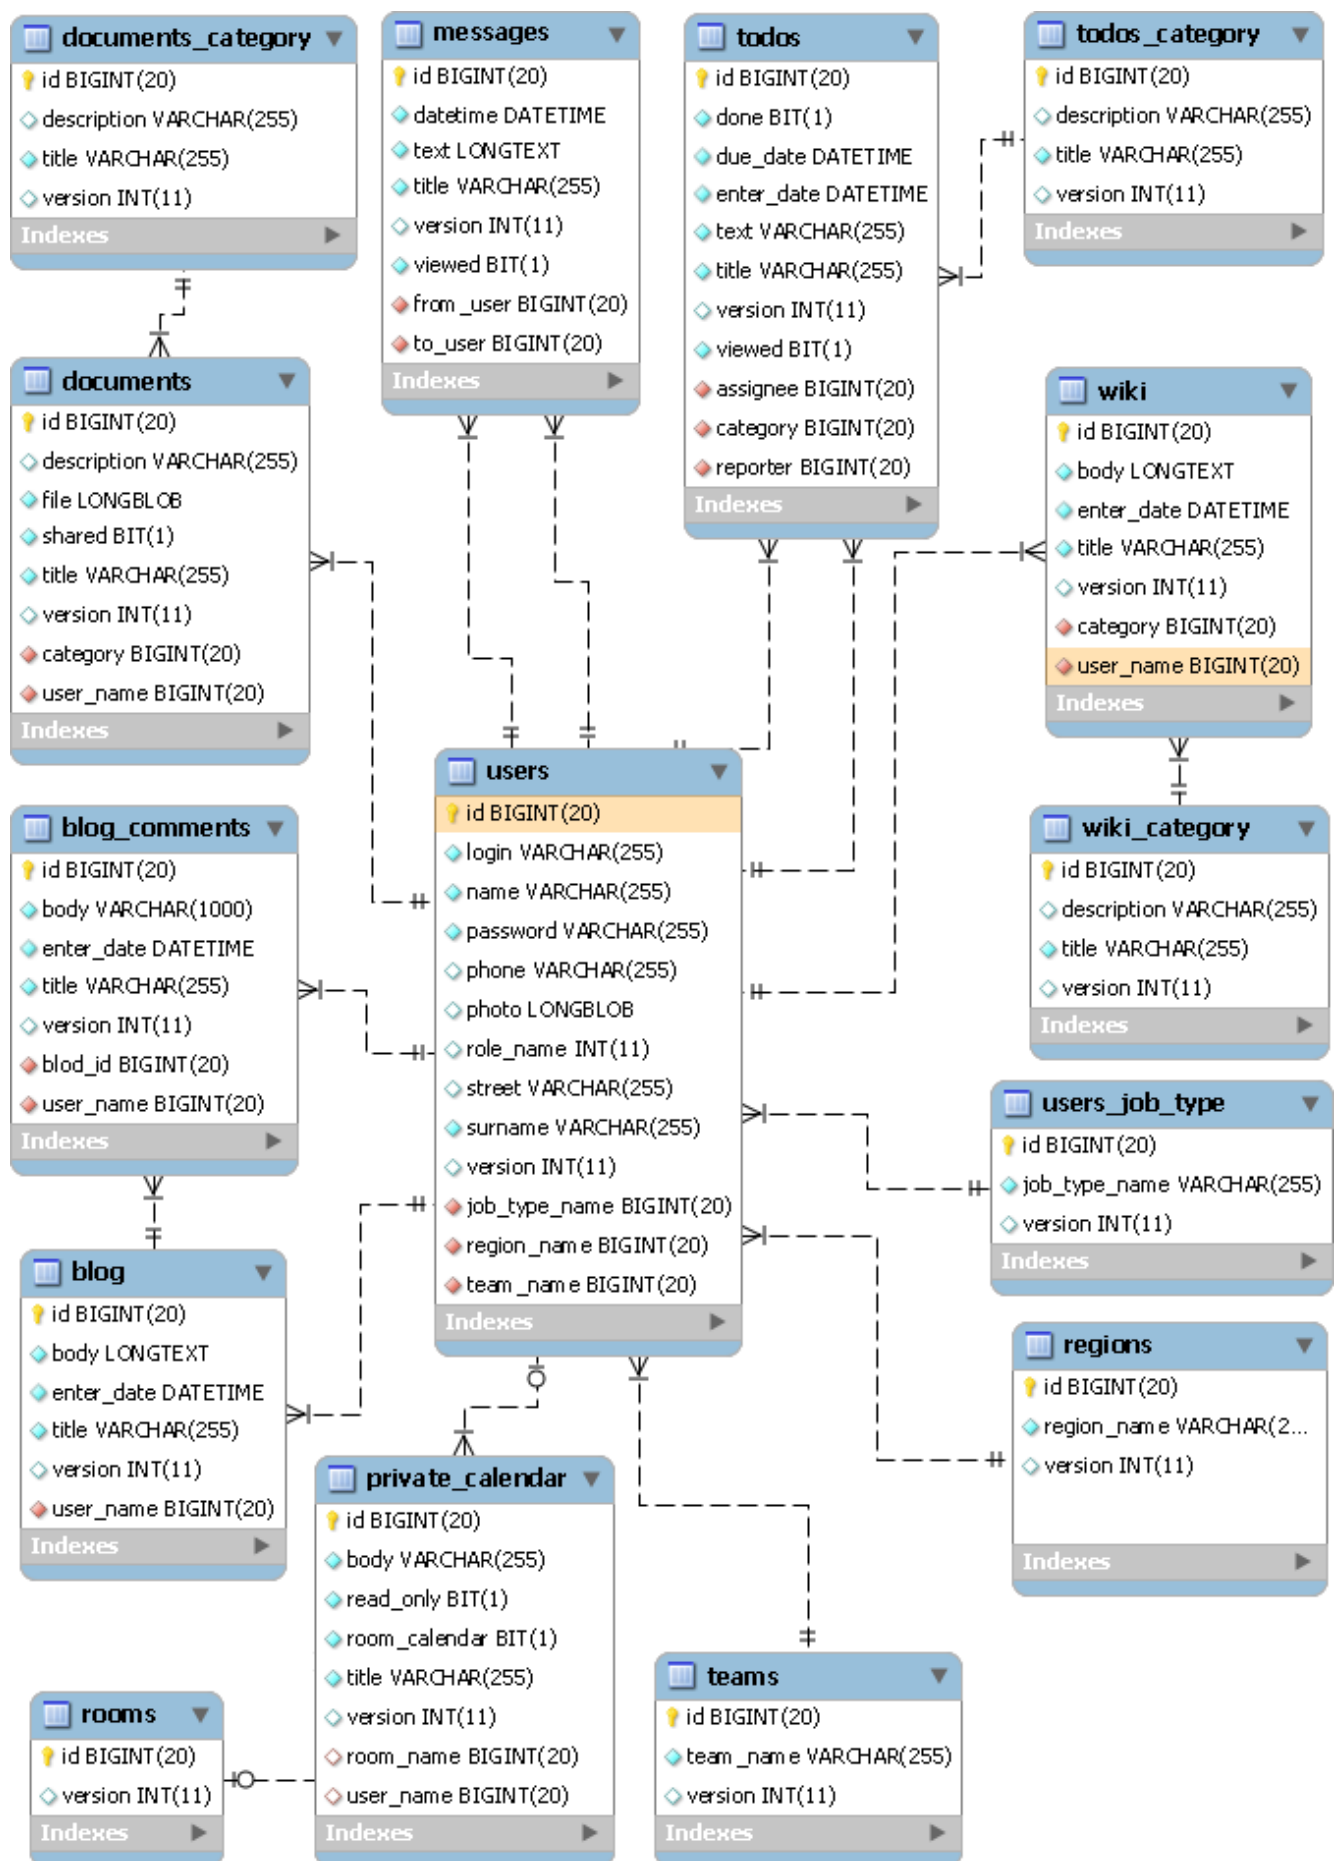 documents_category
id BIGINT(20)
description VARCHAR(255)
title VARCHAR(255)
version INT(11)
Indexes
messages
id BIGINT(20)
datetime DATETIME
text LONGTEXT
title VARCHAR(255)
version INT(11)
viewed BIT(1)
from_user BIGINT(20)
to_user BIGINT(20)
Indexes
todos
id BIGINT(20)
done BIT(1)
due_date DATETIME
enter_date DATETIME
text VARCHAR(255)
title VARCHAR(255)
version INT(11)
viewed BIT(1)
assignee BIGINT(20)
category BIGINT(20)
reporter BIGINT(20)
Indexes
todos_category
id BIGINT(20)
description VARCHAR(255)
title VARCHAR(255)
version INT(11)
Indexes
documents
id BIGINT(20)
description VARCHAR(255)
file LONGBLOB
shared BIT(1)
title VARCHAR(255)
version INT(11)
category BIGINT(20)
user_name BIGINT(20)
Indexes
wiki
id BIGINT(20)
body LONGTEXT
enter_date DATETIME
title VARCHAR(255)
version INT(11)
category BIGINT(20)
user_name BIGINT(20)
Indexes
users
id BIGINT(20)
login VARCHAR(255)
name VARCHAR(255)
password VARCHAR(255)
phone VARCHAR(255)
photo LONGBLOB
role_name INT(11)
street VARCHAR(255)
surname VARCHAR(255)
version INT(11)
job_type_name BIGINT(20)
region_name BIGINT(20)
team_name BIGINT(20)
Indexes
blog_comments
id BIGINT(20)
body VARCHAR(1000)
enter_date DATETIME
title VARCHAR(255)
version INT(11)
blod_id BIGINT(20)
user_name BIGINT(20)
Indexes
wiki_category
id BIGINT(20)
description VARCHAR(255)
title VARCHAR(255)
version INT(11)
Indexes
users_job_type
id BIGINT(20)
job_type_name VARCHAR(255)
version INT(11)
Indexes
blog
id BIGINT(20)
body LONGTEXT
enter_date DATETIME
title VARCHAR(255)
version INT(11)
user_name BIGINT(20)
Indexes
regions
id BIGINT(20)
region_name VARCHAR(2...
version INT(11)
Indexes
private_calendar
id BIGINT(20)
body VARCHAR(255)
read_only BIT(1)
room_calendar BIT(1)
title VARCHAR(255)
version INT(11)
room_name BIGINT(20)
user_name BIGINT(20)
Indexes
teams
id BIGINT(20)
team_name VARCHAR(255)
version INT(11)
Indexes
rooms
id BIGINT(20)
version INT(11)
Indexes